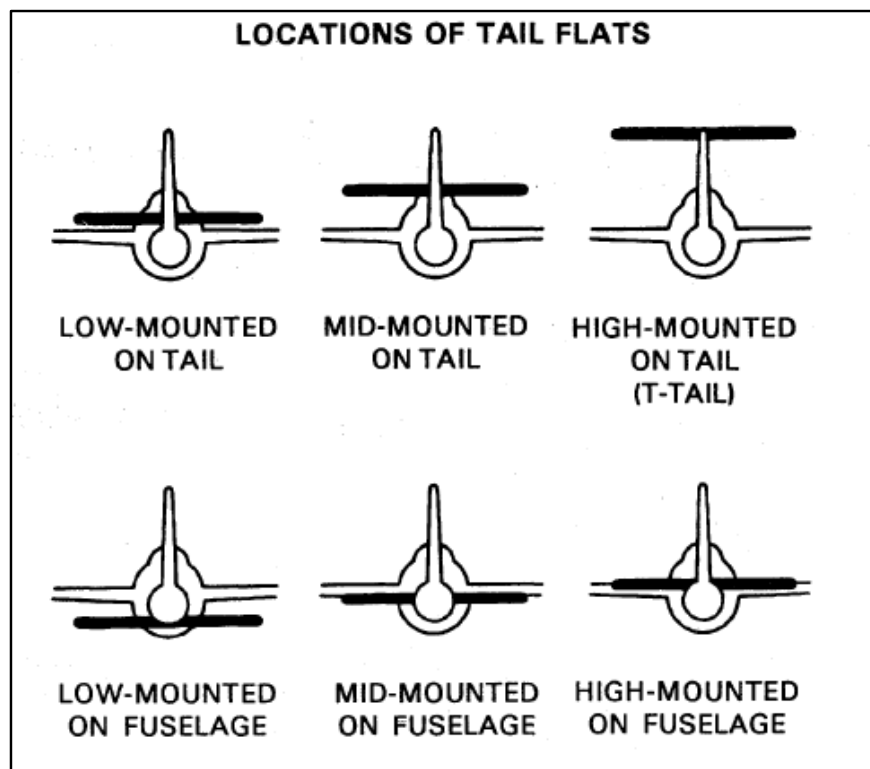 LOCATIONS OF TAIL FLATS
LOW-MOUNTED
ON TAIL
MID-MOUNTED
ON TAIL
HIGH-MOUNTED
ON TAIL
(T-TAIL)
LOW-MOUNTED
ON FUSELAGE
MID-MOUNTED
ON FUSELAGE
HIGH-MOUNTED
ON FUSELAGE